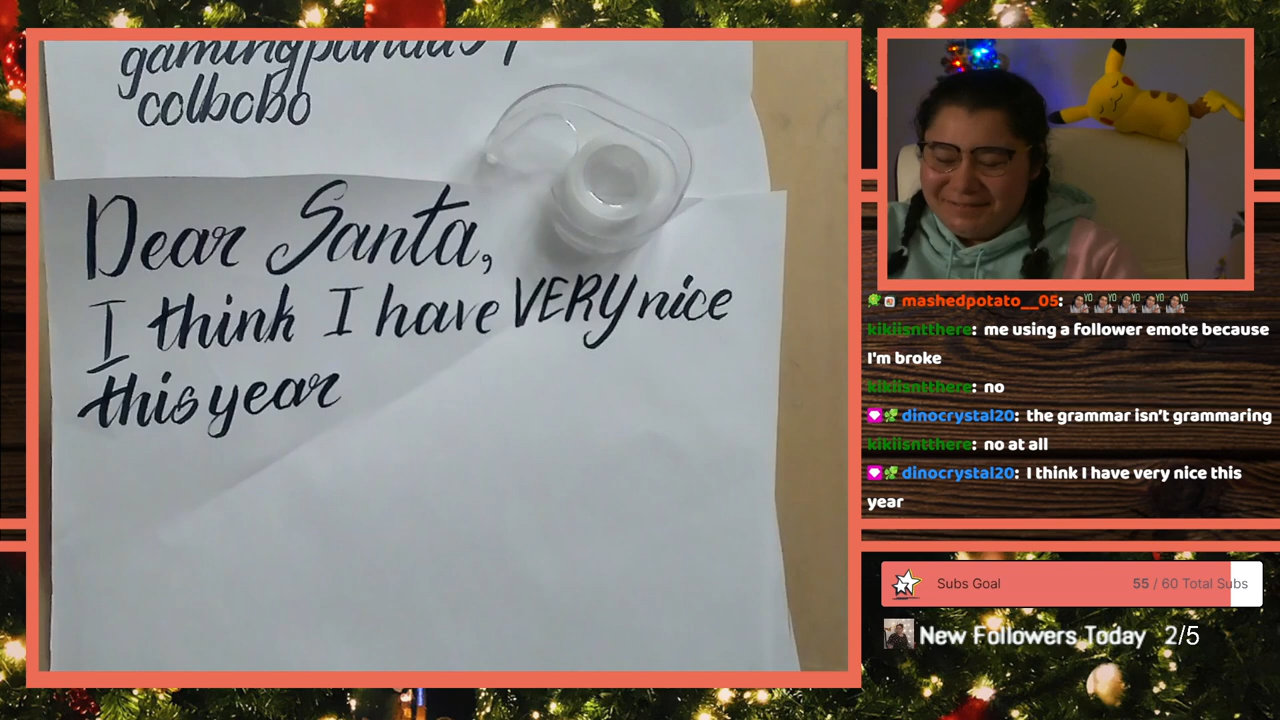 colbobo
Dear Santa,
I think I have VERY nice
this year
mashedpotato__05:
kikiisntthere: me using a follower emote because
I'm broke
kikiisntthere: no
dinocrystal20: the grammar isn't grammaring
kikiisntthere: no at all
dinocrystal20: I think I have very nice this
year
Subs Goal 55 / 60 Total Subs
New Followers Today 2/5